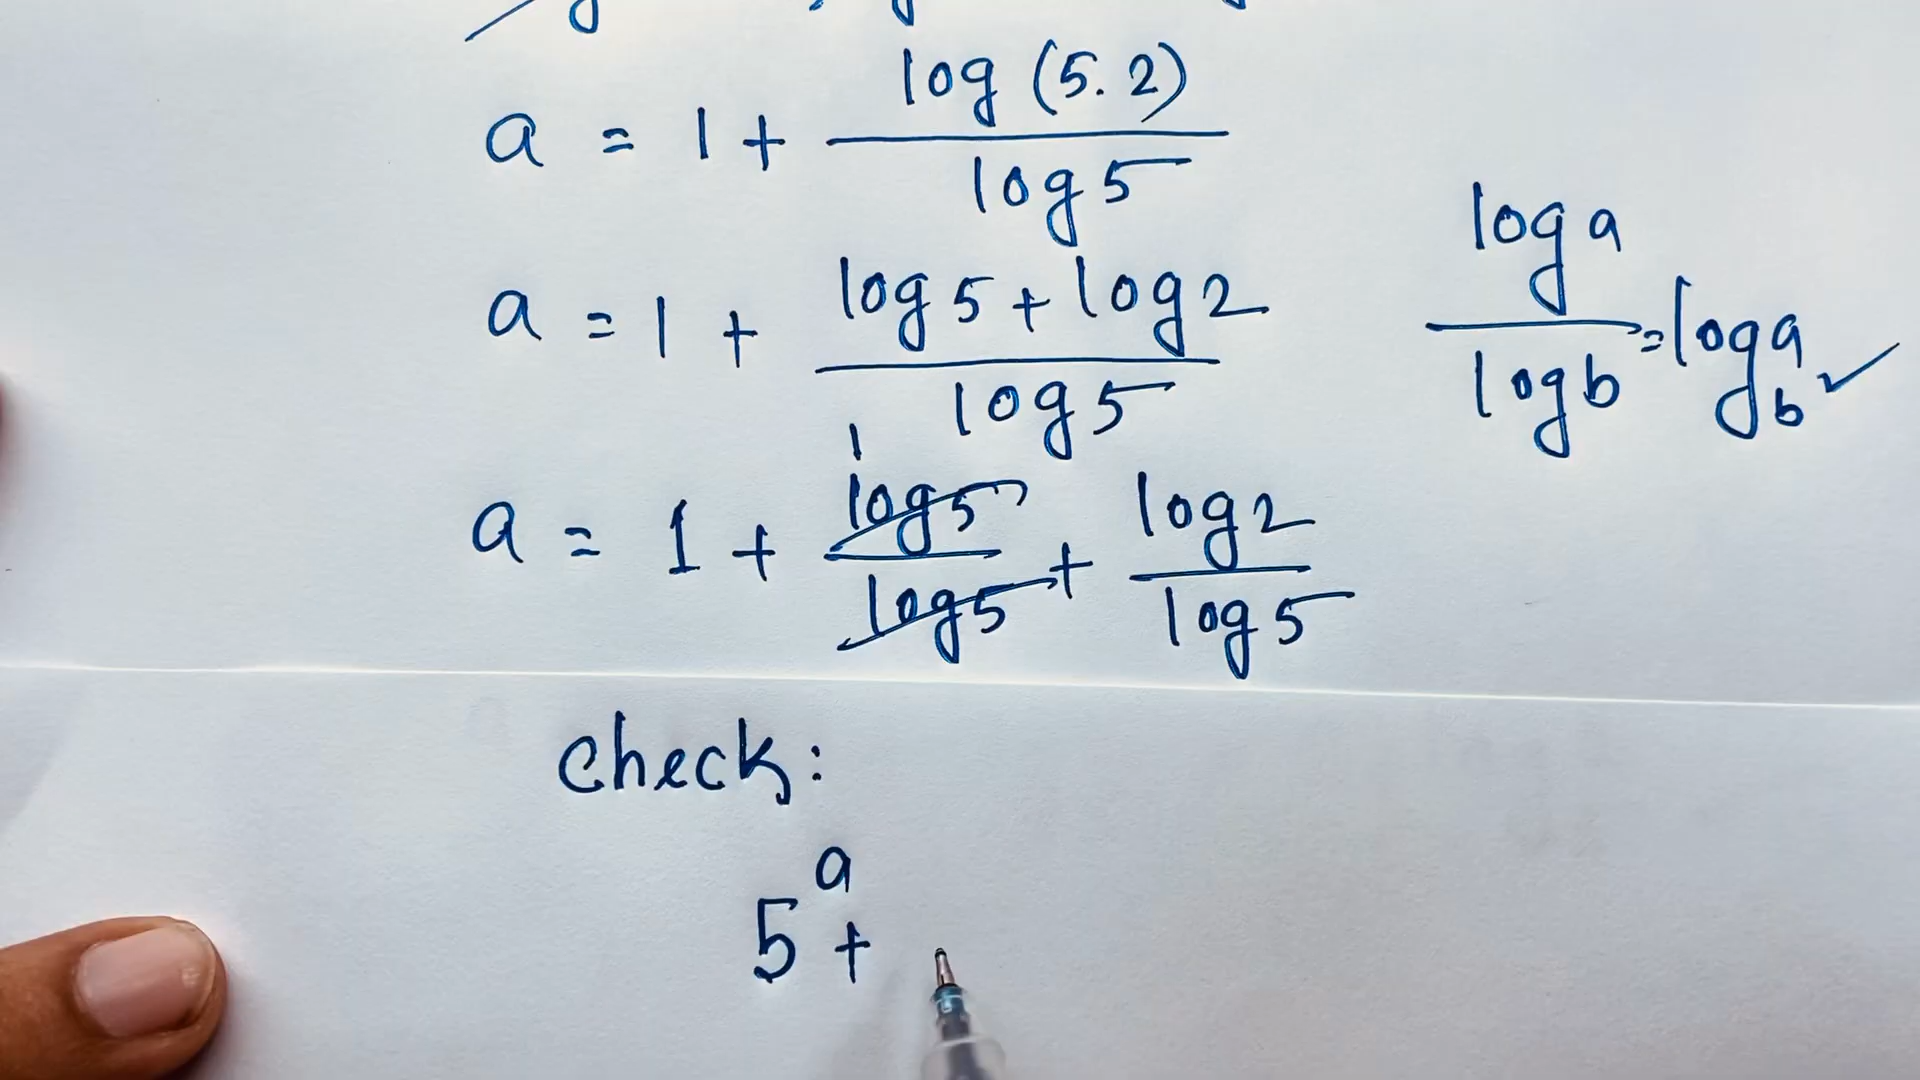 a = 1 + log (5.2) / log 5
a = 1 + log 5 + log 2 / log 5
log a / log b = log a b ✓
1
a = 1 + log 5 / log 5 + log 2 / log 5
Check:
5^a +